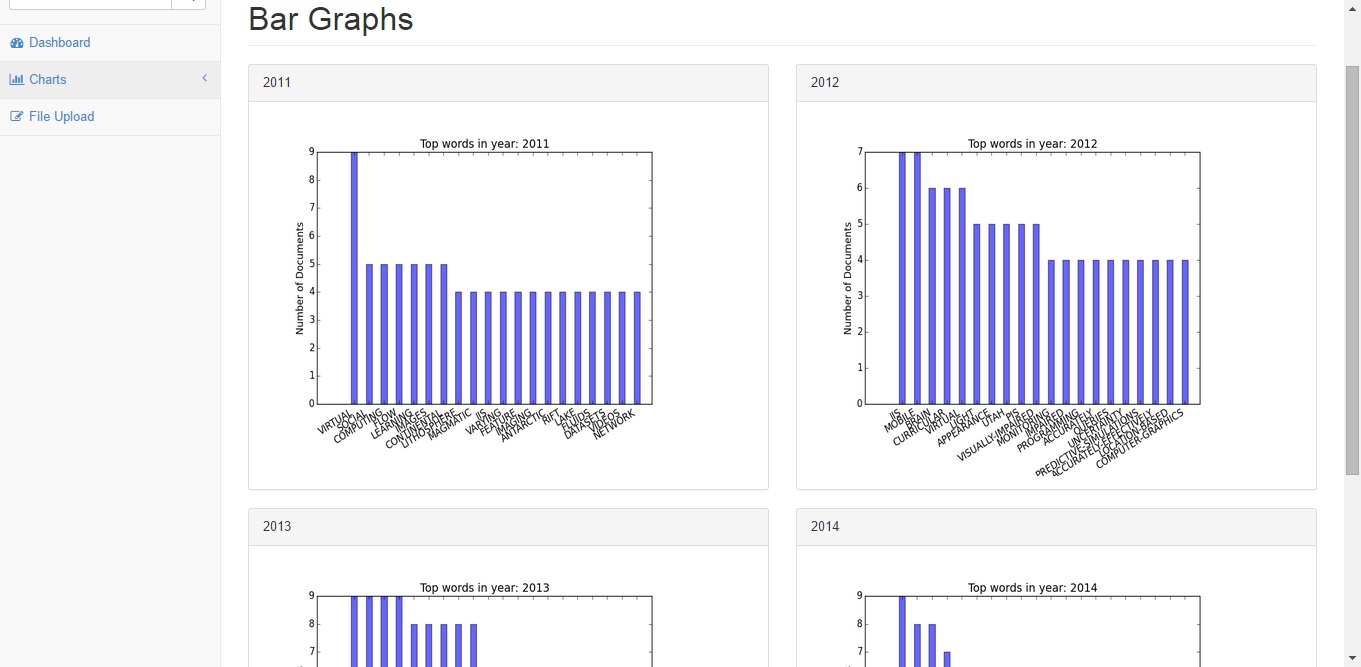 Bar Graphs
Dashboard
Charts
File Upload
2011
Top words in year: 2011
Number of Documents
9
8
7
6
5
4
3
2
1
0
VIRTUAL
SOCIAL
COMPUTING
FLOW
LEARNING
IMAGES
CONTINENTAL
LITHOSPHERE
MAGMATIC
IIS
VARYING
FEATURE
IMAGING
ANTARCTIC
RIFT
LAKE
FLUIDS
DATASETS
VIDEOS
NETWORK
2012
Top words in year: 2012
Number of Documents
7
6
5
4
3
2
1
0
IIS
MOBILE
BRAIN
CURRICULAR
VIRTUAL
LIGHT
APPEARANCE
UTAH
PIS
VISUALLY-IMPAIRED
MONITORING
IMPAIRED
PROGRAMMING
ACCURATELY
QUERIES
UNCERTAINTY
PREDICTIVE-SIMULATIONS
LOCATION-BASED
COMPUTER-GRAPHICS
2013
Top words in year: 2013
9
8
7
2014
Top words in year: 2014
9
8
7